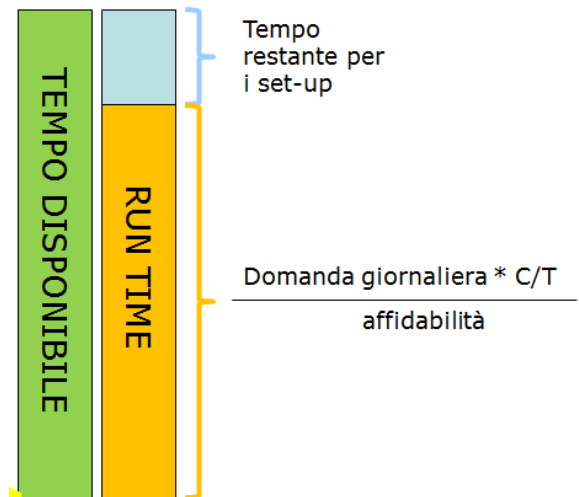 TEMPO DISPONIBILE
RUN TIME
Tempo
restante per
i set-up
Domanda giornaliera * C/T
affidabilità